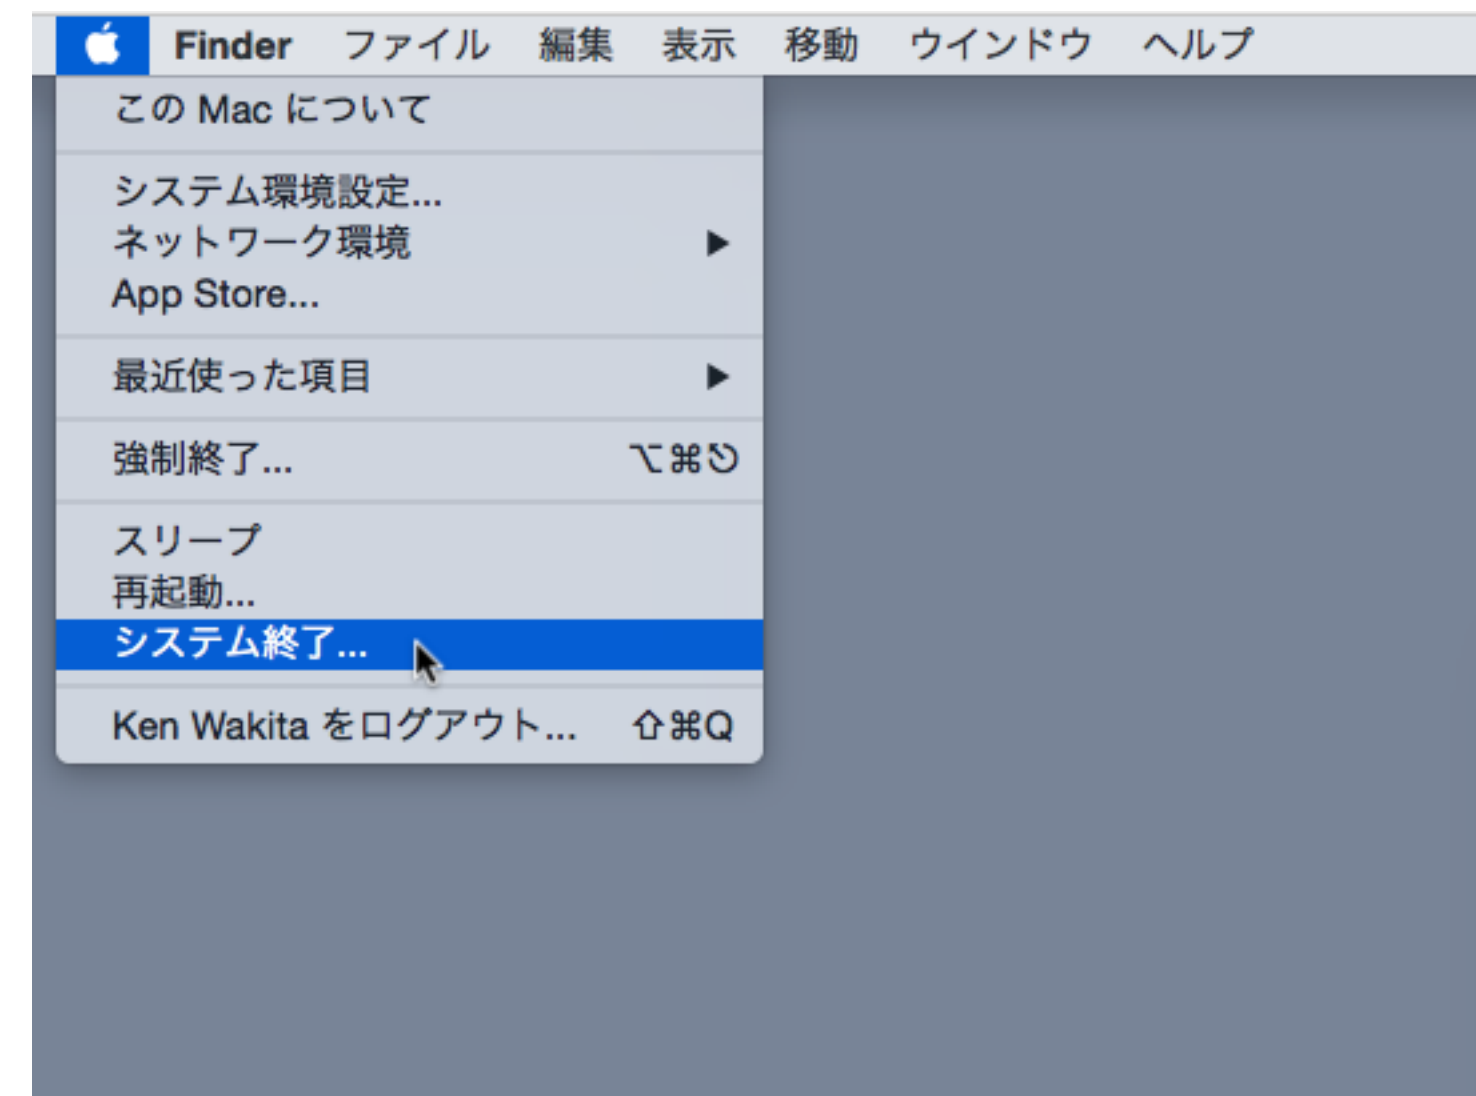 Finder ファイル 編集 表示 移動 ウインドウ ヘルプ
この Mac について
システム環境設定...
ネットワーク環境 ▶
App Store...
最近使った項目 ▶
強制終了... ⌥⌘⎋
スリープ
再起動...
システム終了...
Ken Wakita をログアウト... ⇧⌘Q